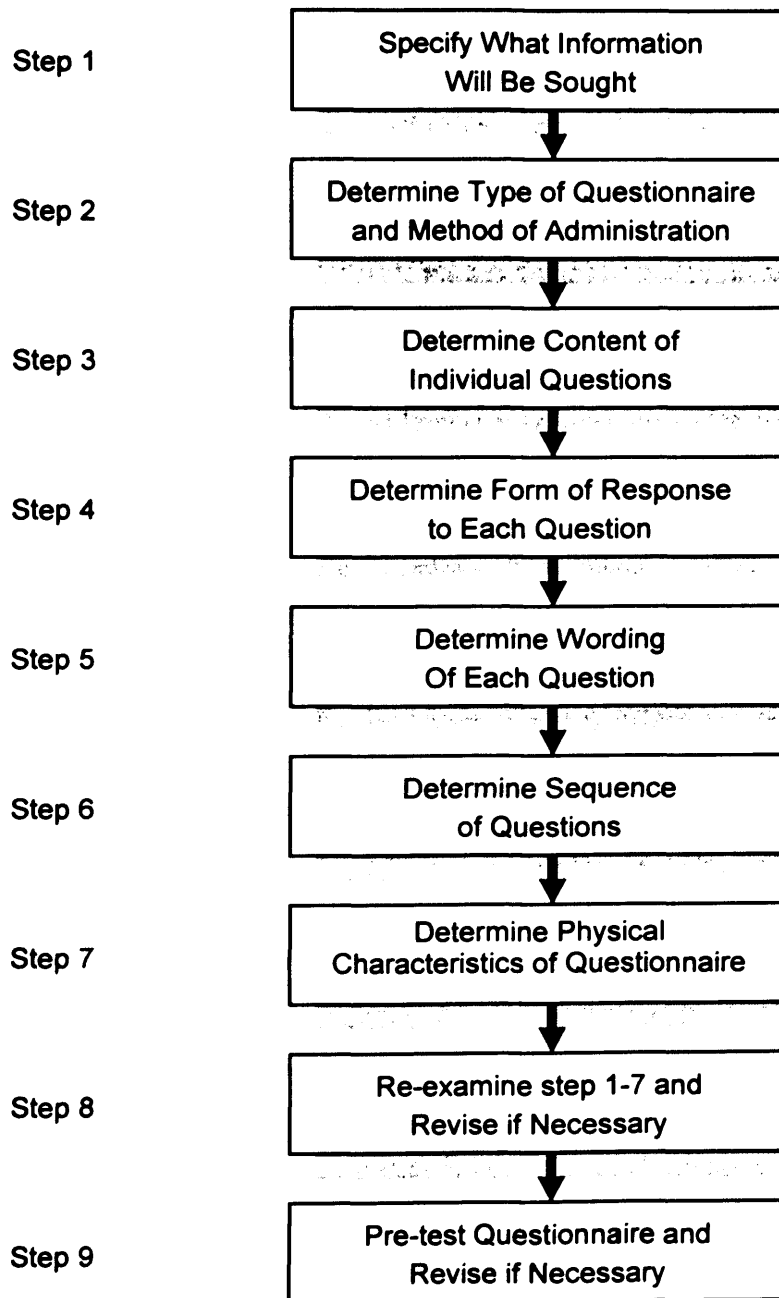 Step 1
Specify What Information
Will Be Sought
Step 2
Determine Type of Questionnaire
and Method of Administration
Step 3
Determine Content of
Individual Questions
Step 4
Determine Form of Response
to Each Question
Step 5
Determine Wording
Of Each Question
Step 6
Determine Sequence
of Questions
Step 7
Determine Physical
Characteristics of Questionnaire
Step 8
Re-examine step 1-7 and
Revise if Necessary
Step 9
Pre-test Questionnaire and
Revise if Necessary